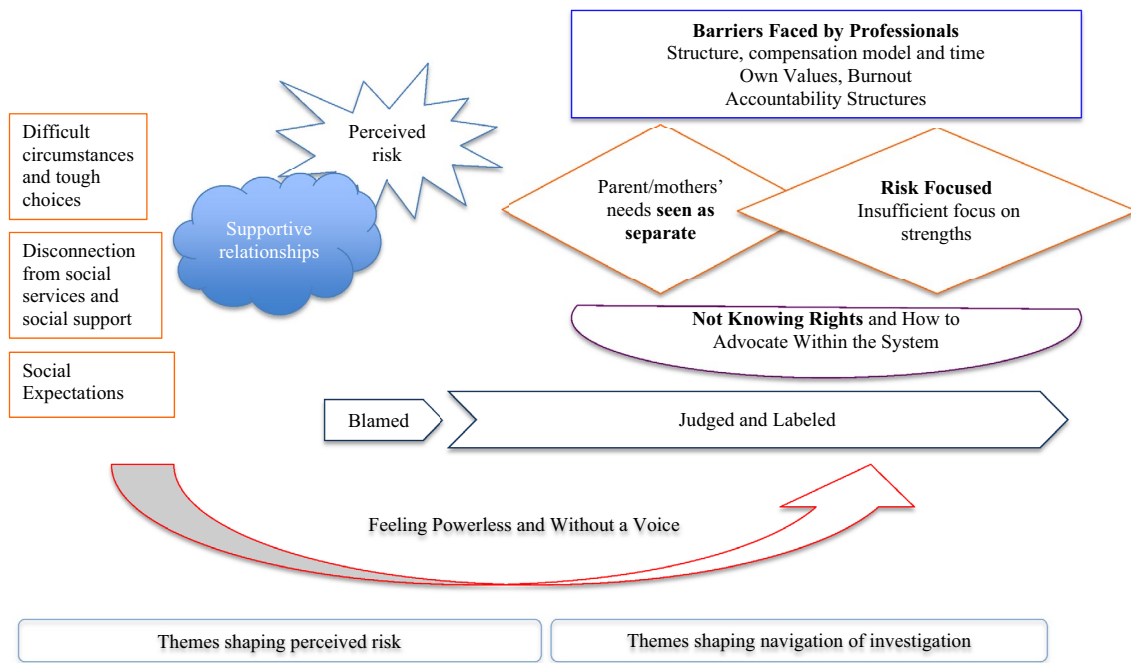 Barriers Faced by Professionals
Structure, compensation model and time
Own Values, Burnout
Accountability Structures
Perceived
risk
Difficult
circumstances
and tough
choices
Supportive
relationships
Parent/mothers’
needs seen as
separate
Risk Focused
Insufficient focus on
strengths
Disconnection
from social
services and
social support
Not Knowing Rights and How to
Advocate Within the System
Social
Expectations
Blamed
Judged and Labeled
Feeling Powerless and Without a Voice
Themes shaping perceived risk
Themes shaping navigation of investigation